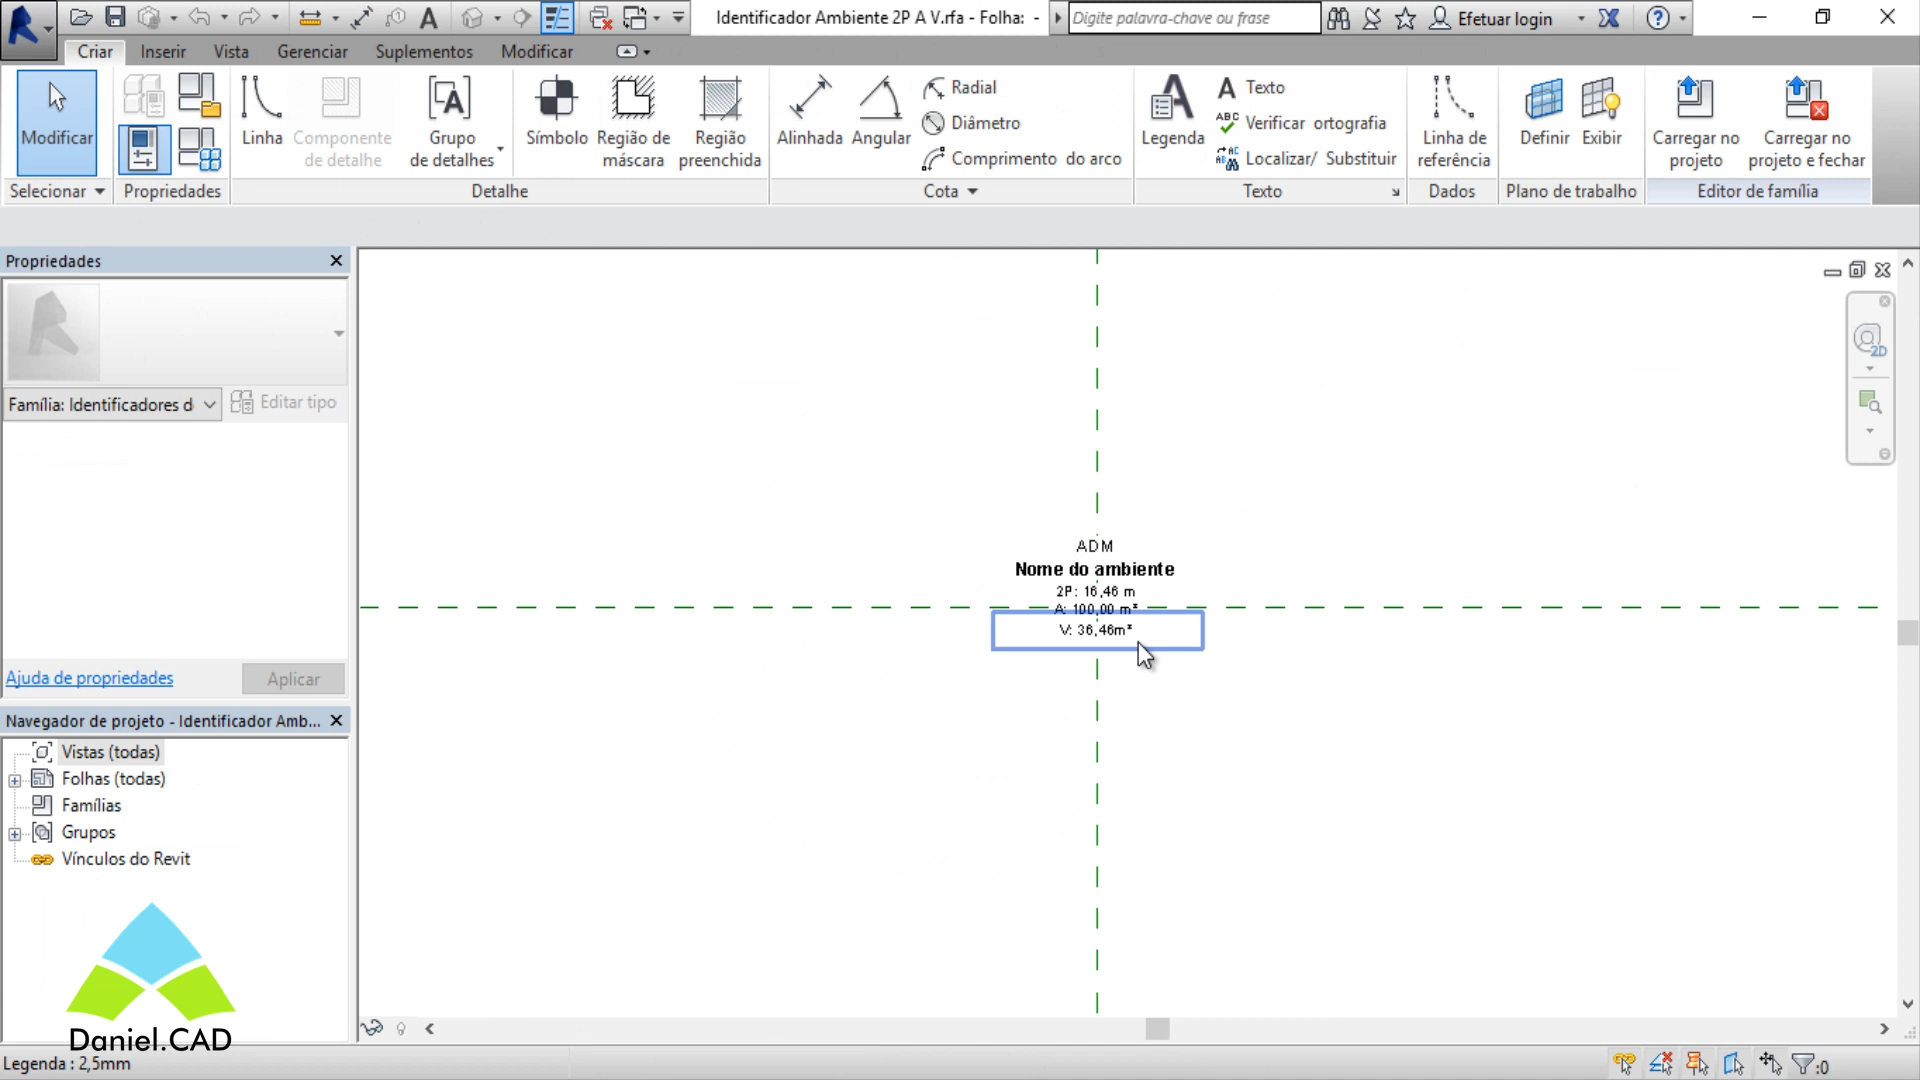 Identificador Ambiente 2P A V.rfa - Folha: -
Digite palavra-chave ou frase
Efetuar login
Criar
Inserir
Vista
Gerenciar
Suplementos
Modificar
Modificar
Linha
Componente
de detalhe
Grupo
de detalhes
Símbolo
Região de
máscara
Região
preenchida
Alinhada
Angular
Radial
Diâmetro
Comprimento do arco
Legenda
Texto
Verificar ortografia
Localizar/ Substituir
Linha de
referência
Definir
Exibir
Carregar no
projeto
Carregar no
projeto e fechar
Selecionar
Propriedades
Detalhe
Cota
Texto
Dados
Plano de trabalho
Editor de família
Propriedades
Família: Identificadores d
Editar tipo
2D
ADM
Nome do ambiente
2P: 16,46 m
A: 100,00 m²
V: 36,46m³
Ajuda de propriedades
Aplicar
Navegador de projeto - Identificador Amb...
Vistas (todas)
Folhas (todas)
Famílias
Grupos
Vínculos do Revit
Daniel.CAD
Legenda : 2,5mm
:0